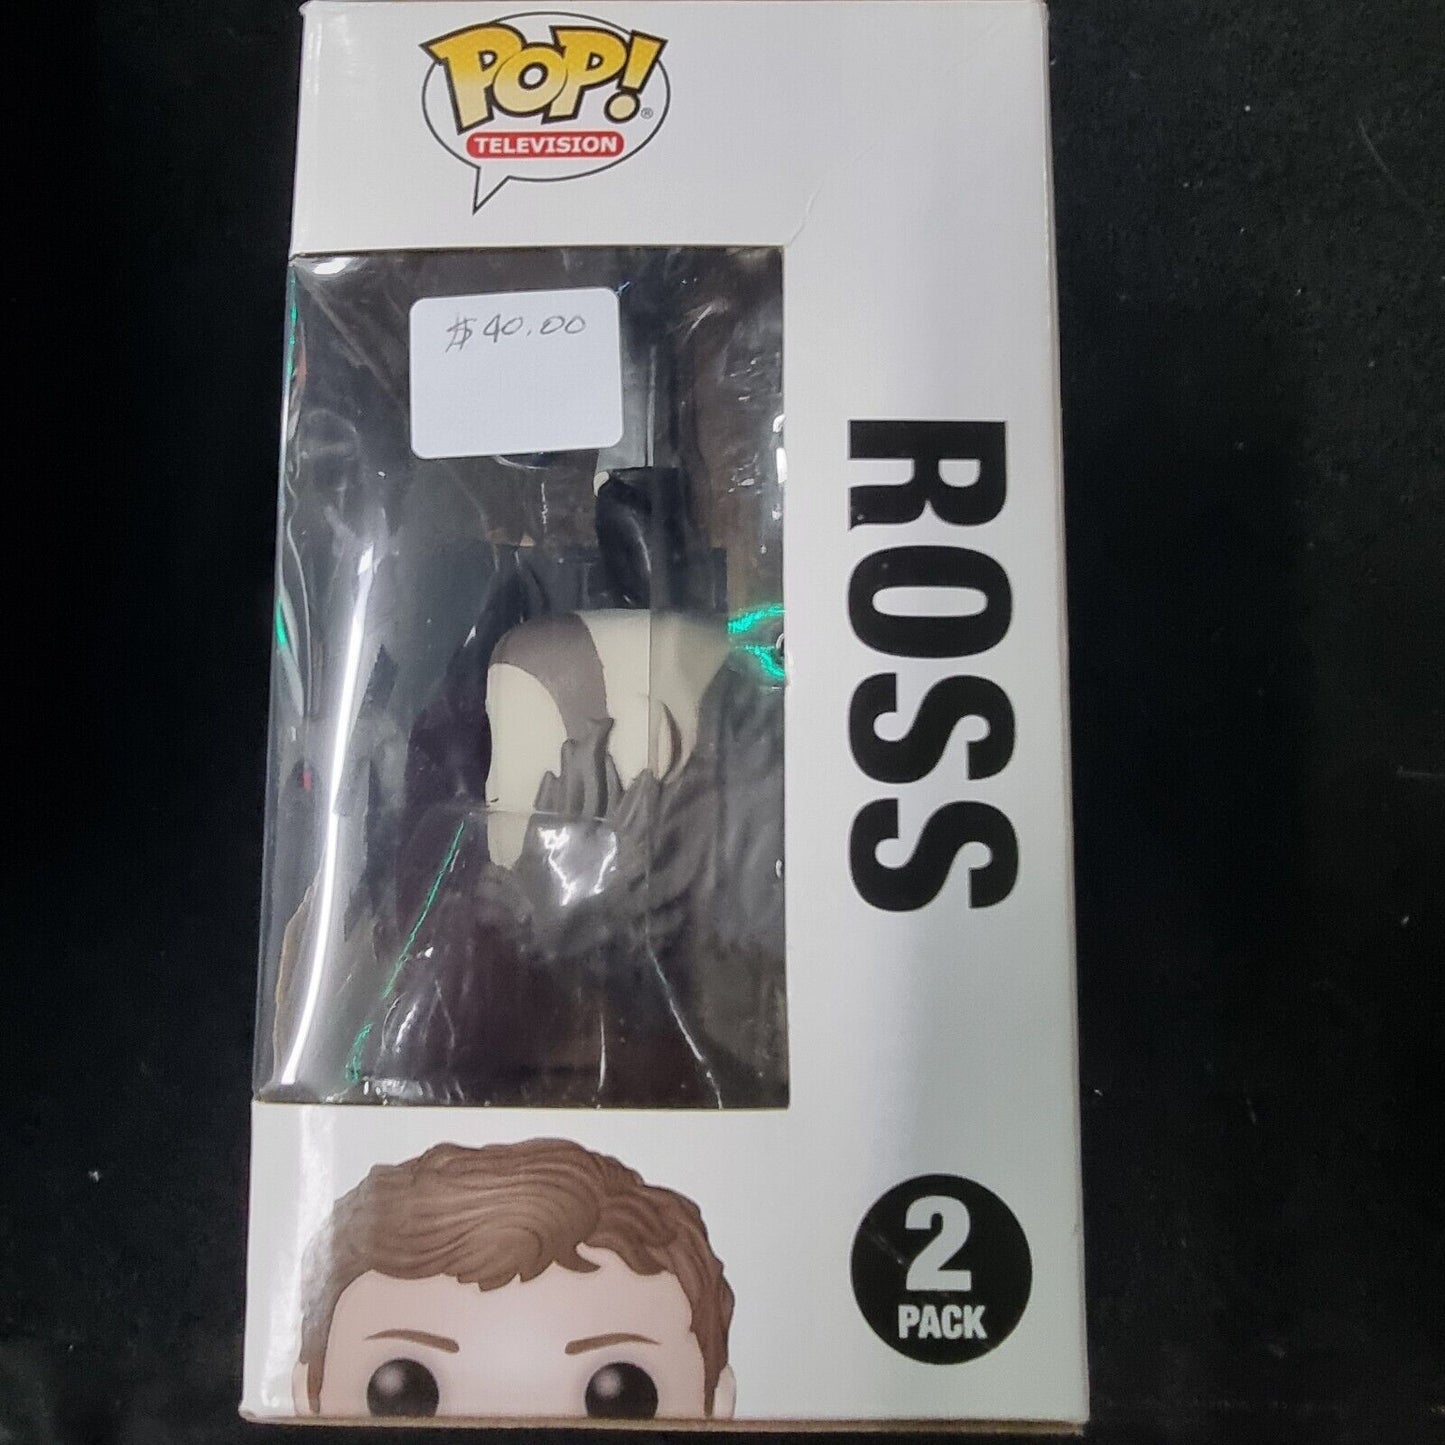 POP!®
TELEVISION
$40.00
ROSS
2
PACK